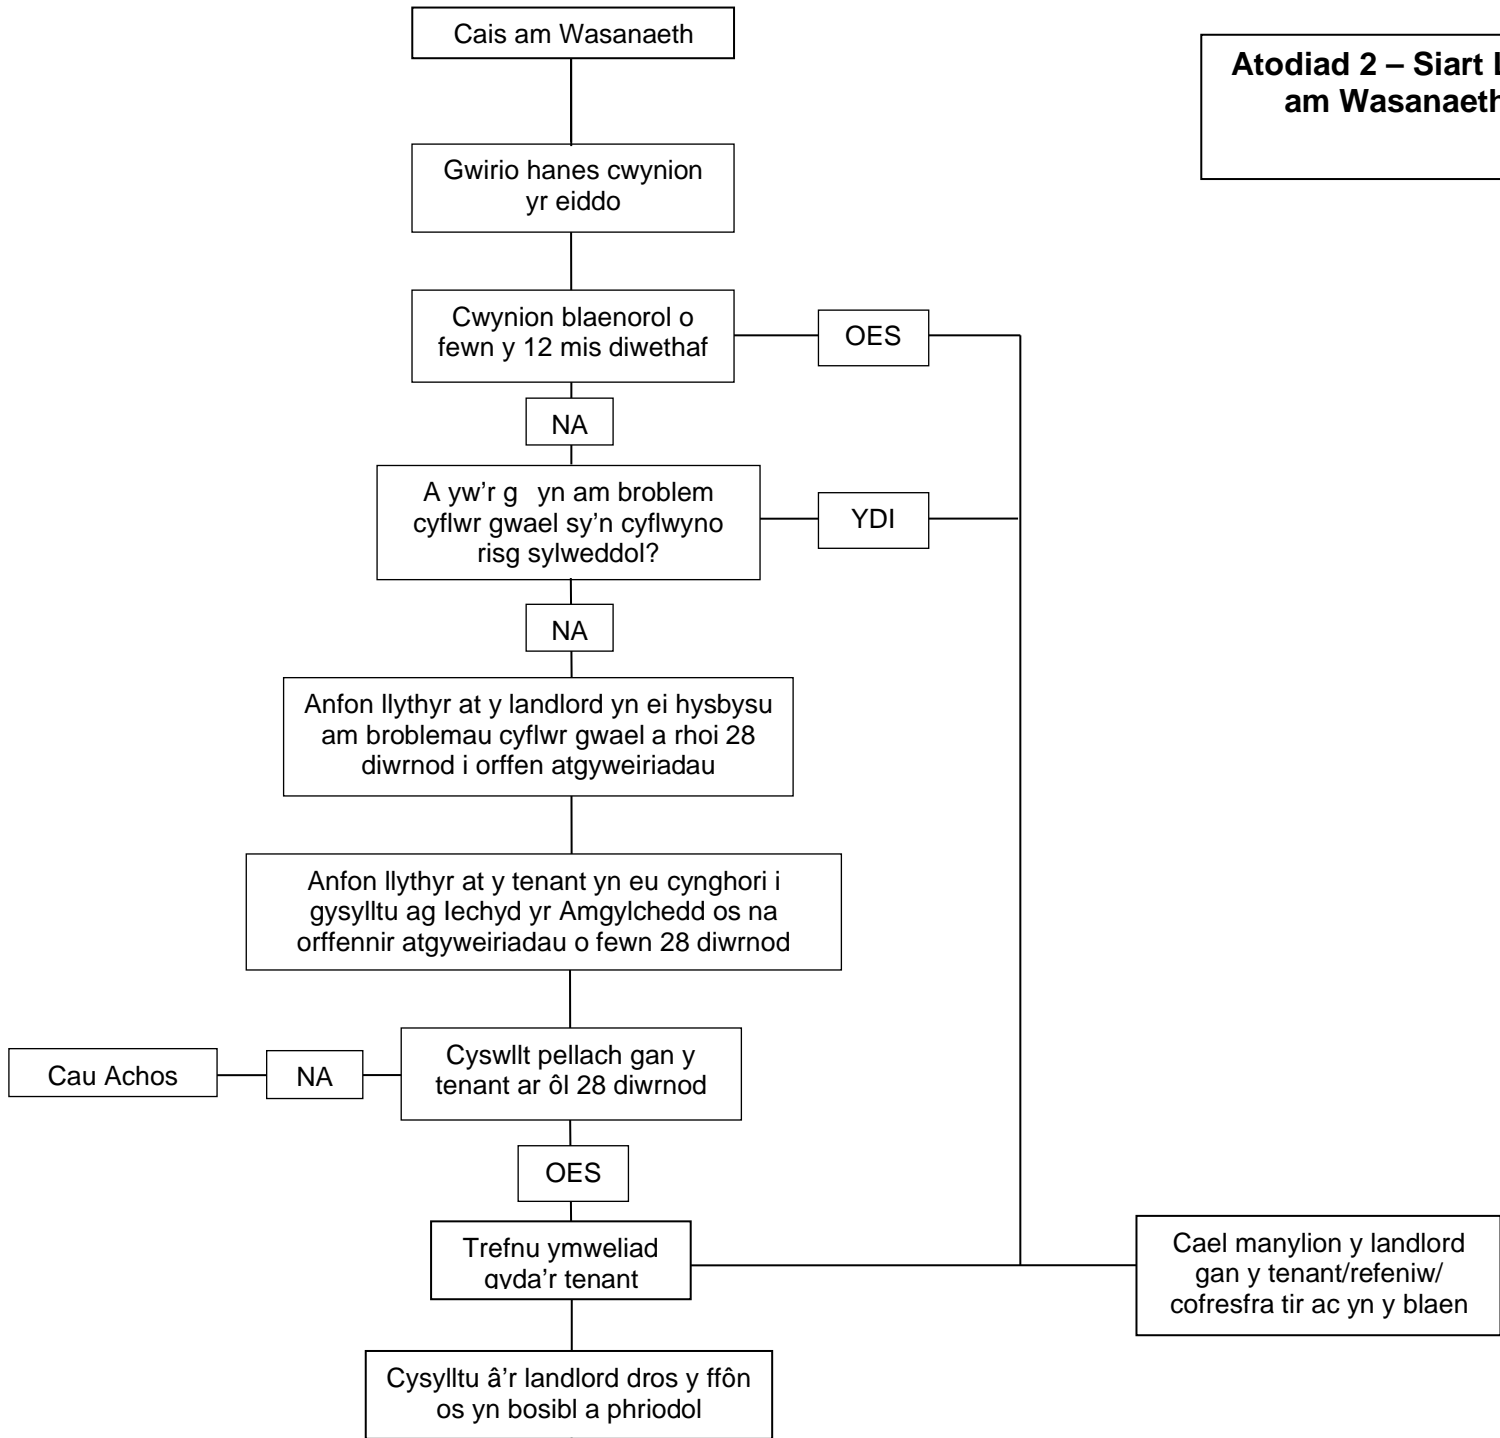 Cais am Wasanaeth
Atodiad 2 – Siart
am Wasanaeth
Gwirio hanes cwynion
yr eiddo
Cwynion blaenorol o
fewn y 12 mis diwethaf
OES
NA
A yw'r g yn am broblem
cyflwr gwael sy'n cyflwyno
risg sylweddol?
YDI
NA
Anfon llythyr at y landlord yn ei hysbysu
am broblemau cyflwr gwael a rhoi 28
diwrnod i orffen atgyweiriadau
Anfon llythyr at y tenant yn eu cynghori i
gysylltu ag Iechyd yr Amgylchedd os na
orffennir atgyweiriadau o fewn 28 diwrnod
Cau Achos
NA
Cyswllt pellach gan y
tenant ar ôl 28 diwrnod
OES
Trefnu ymweliad
gyda'r tenant
Cael manylion y landlord
gan y tenant/refeniw/
cofresfra tir ac yn y blaen
Cysylltu â'r landlord dros y ffôn
os yn bosibl a phriodol